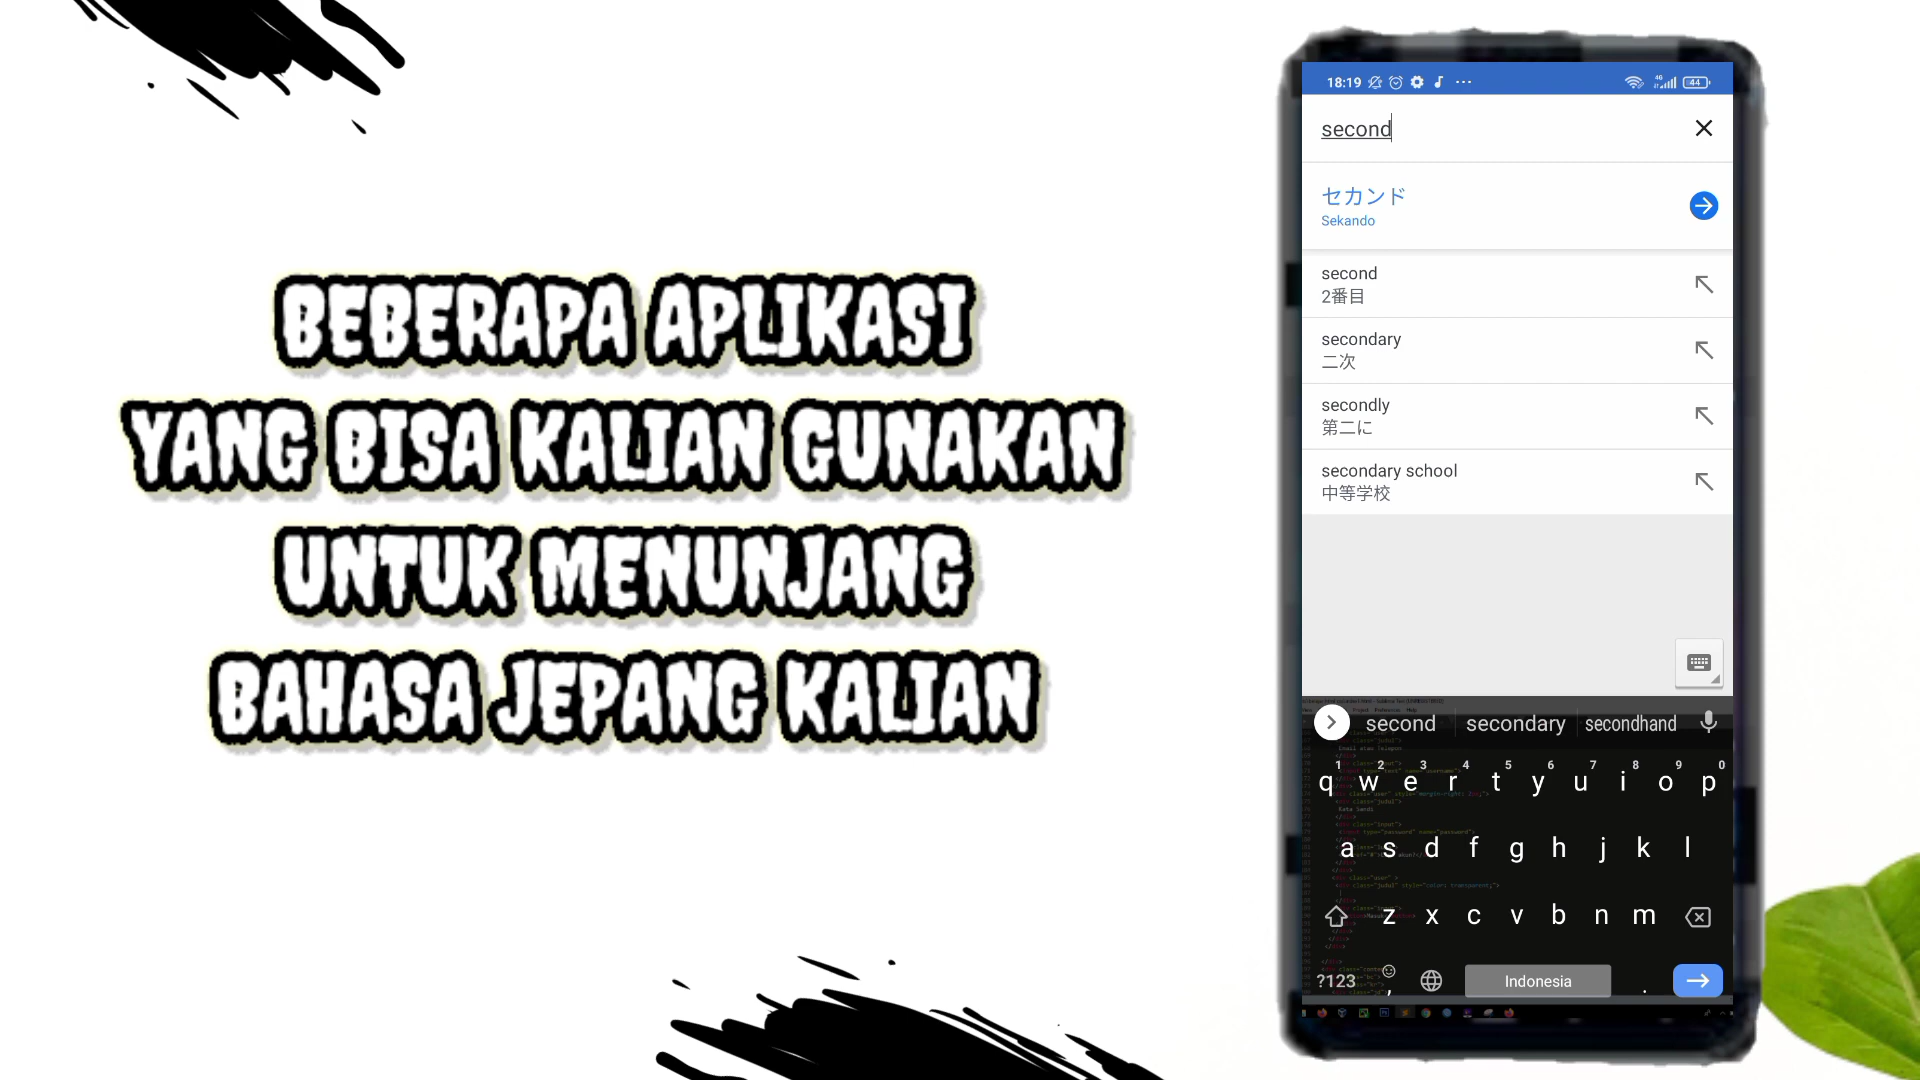 BEBERAPA APLIKASI
YANG BISA KALIAN GUNAKAN
UNTUK MENUNJANG
BAHASA JEPANG KALIAN
18:19
4G
44
second
セカンド
Sekando
second
2番目
secondary
二次
secondly
第二に
secondary school
中等学校
second secondary secondhand
1 2 3 4 5 6 7 8 9 0
q w e r t y u i o p
a s d f g h j k l
z x c v b n m
?123 , Indonesia .